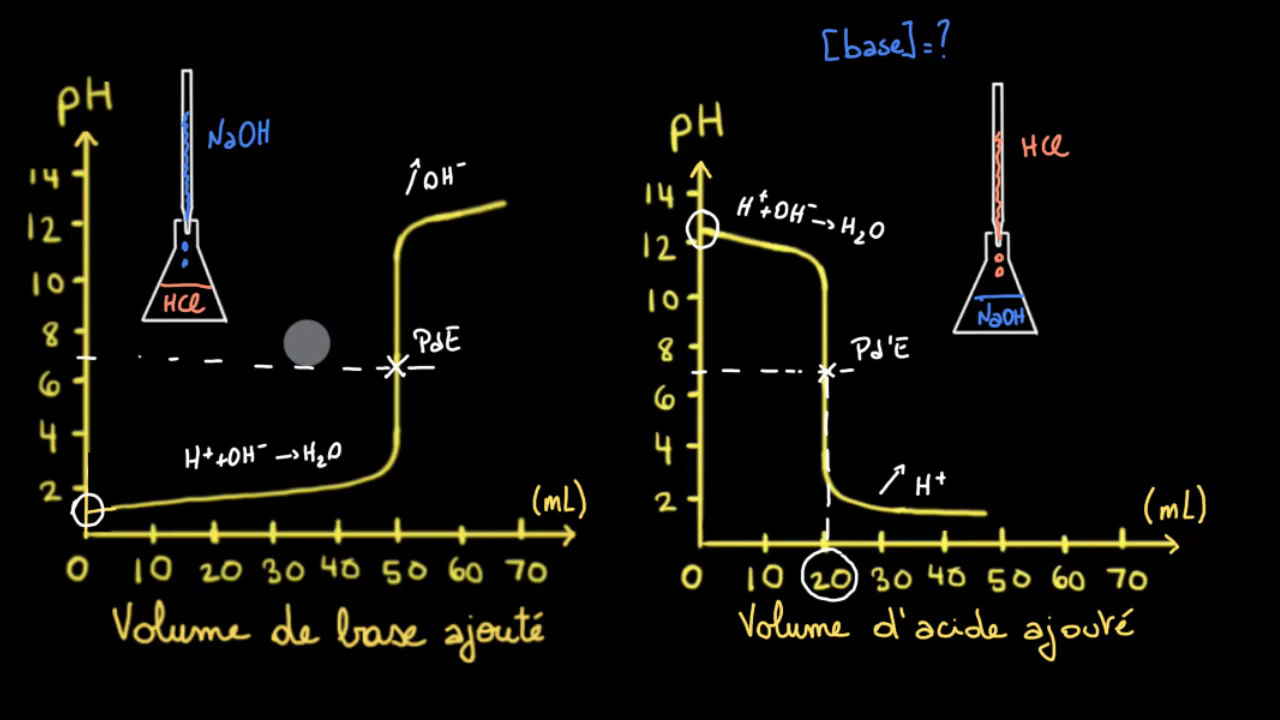 [base]=?
pH
NaOH
HCl
14
12
10
8
6
4
2
↗OH⁻
PdE
H⁺+OH⁻→H₂O
(mL)
0 10 20 30 40 50 60 70
Volume de base ajouté
pH
HCl
NaOH
14
12
10
8
6
4
2
H⁺+OH⁻→H₂O
Pd'E
↗ H⁺
(mL)
0 10 20 30 40 50 60 70
Volume d'acide ajouté